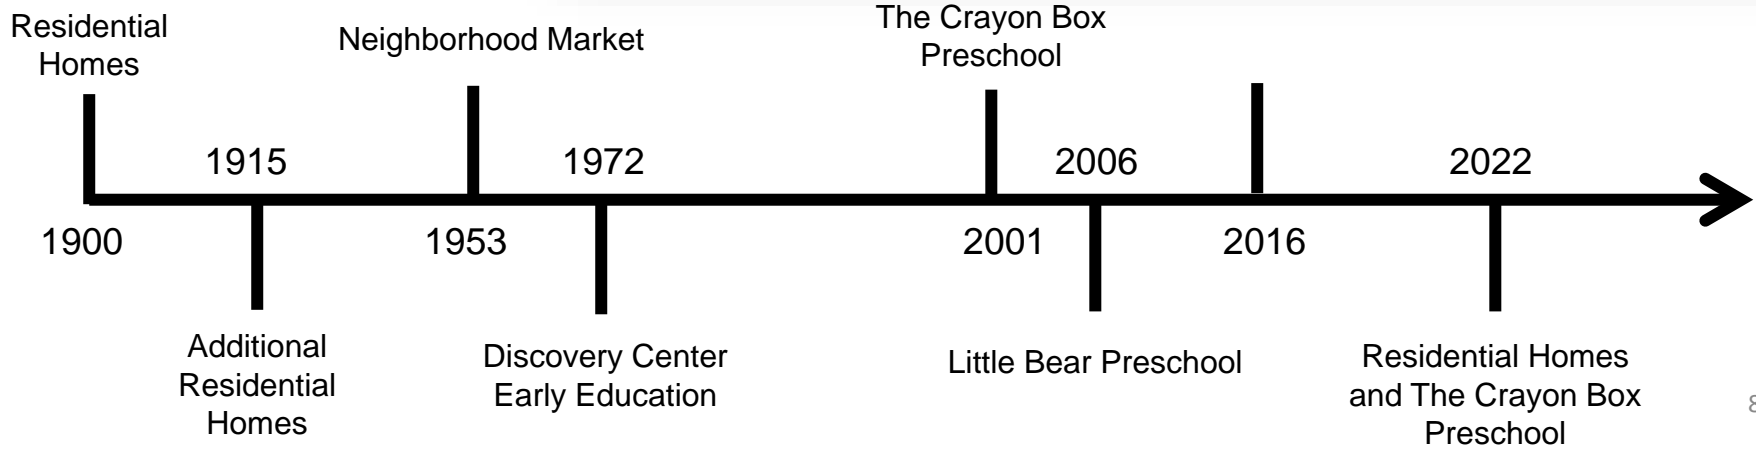 Residential
Homes
Neighborhood Market
The Crayon Box
Preschool
1915
1972
2006
2022
1900
1953
2001
2016
Additional
Residential
Homes
Discovery Center
Early Education
Little Bear Preschool
Residential Homes
and The Crayon Box
Preschool
8